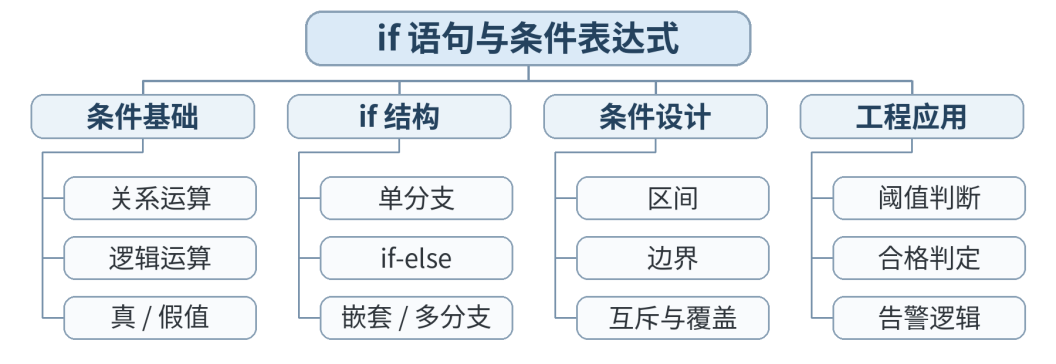 if 语句与条件表达式
条件基础
关系运算
逻辑运算
真 / 假值
if 结构
单分支
if-else
嵌套 / 多分支
条件设计
区间
边界
互斥与覆盖
工程应用
阈值判断
合格判定
告警逻辑